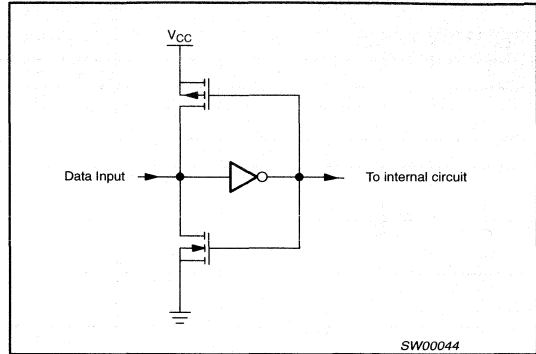 VCC
Data Input
To internal circuit
SW00044